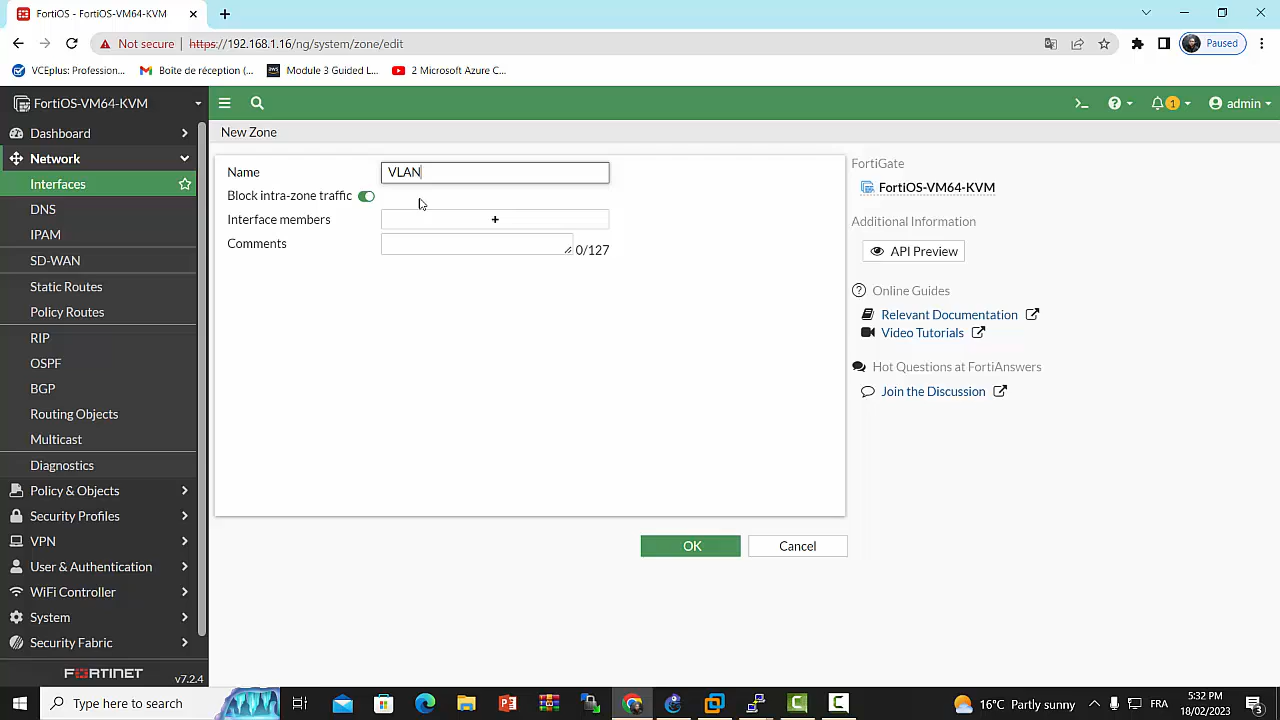 FortiOS - FortiOS-VM64-KVM
Not secure
https://192.168.1.16/ng/system/zone/edit
Paused
VCEplus: Profession...
Boîte de réception (...
Module 3 Guided L...
2 Microsoft Azure C...
FortiOS-VM64-KVM
admin
1
Dashboard
Network
Interfaces
DNS
IPAM
SD-WAN
Static Routes
Policy Routes
RIP
OSPF
BGP
Routing Objects
Multicast
Diagnostics
Policy & Objects
Security Profiles
VPN
User & Authentication
WiFi Controller
System
Security Fabric
FORTINET
v7.2.4
New Zone
Name
VLAN
Block intra-zone traffic
Interface members
+
Comments
0/127
OK
Cancel
FortiGate
FortiOS-VM64-KVM
Additional Information
API Preview
Online Guides
Relevant Documentation
Video Tutorials
Hot Questions at FortiAnswers
Join the Discussion
Type here to search
16°C Partly sunny
FRA
5:32 PM
18/02/2023
3